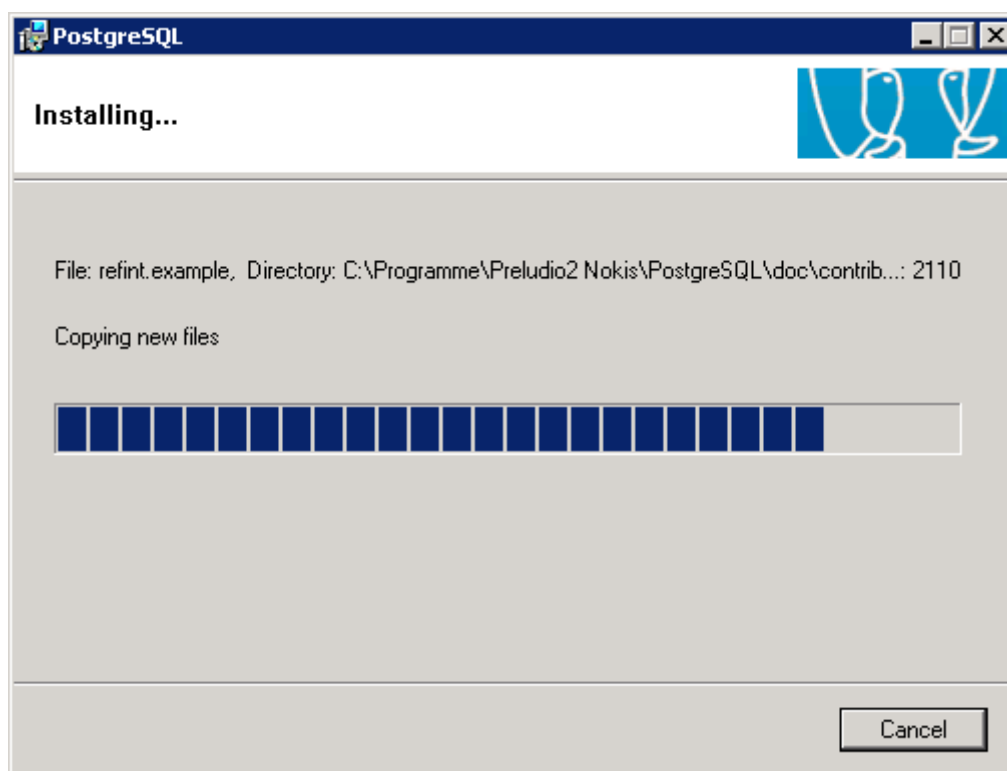 PostgreSQL
Installing...
File: refint.example, Directory: C:\Programme\Preludio2 Nokis\PostgreSQL\doc\contrib...: 2110
Copying new files
Cancel